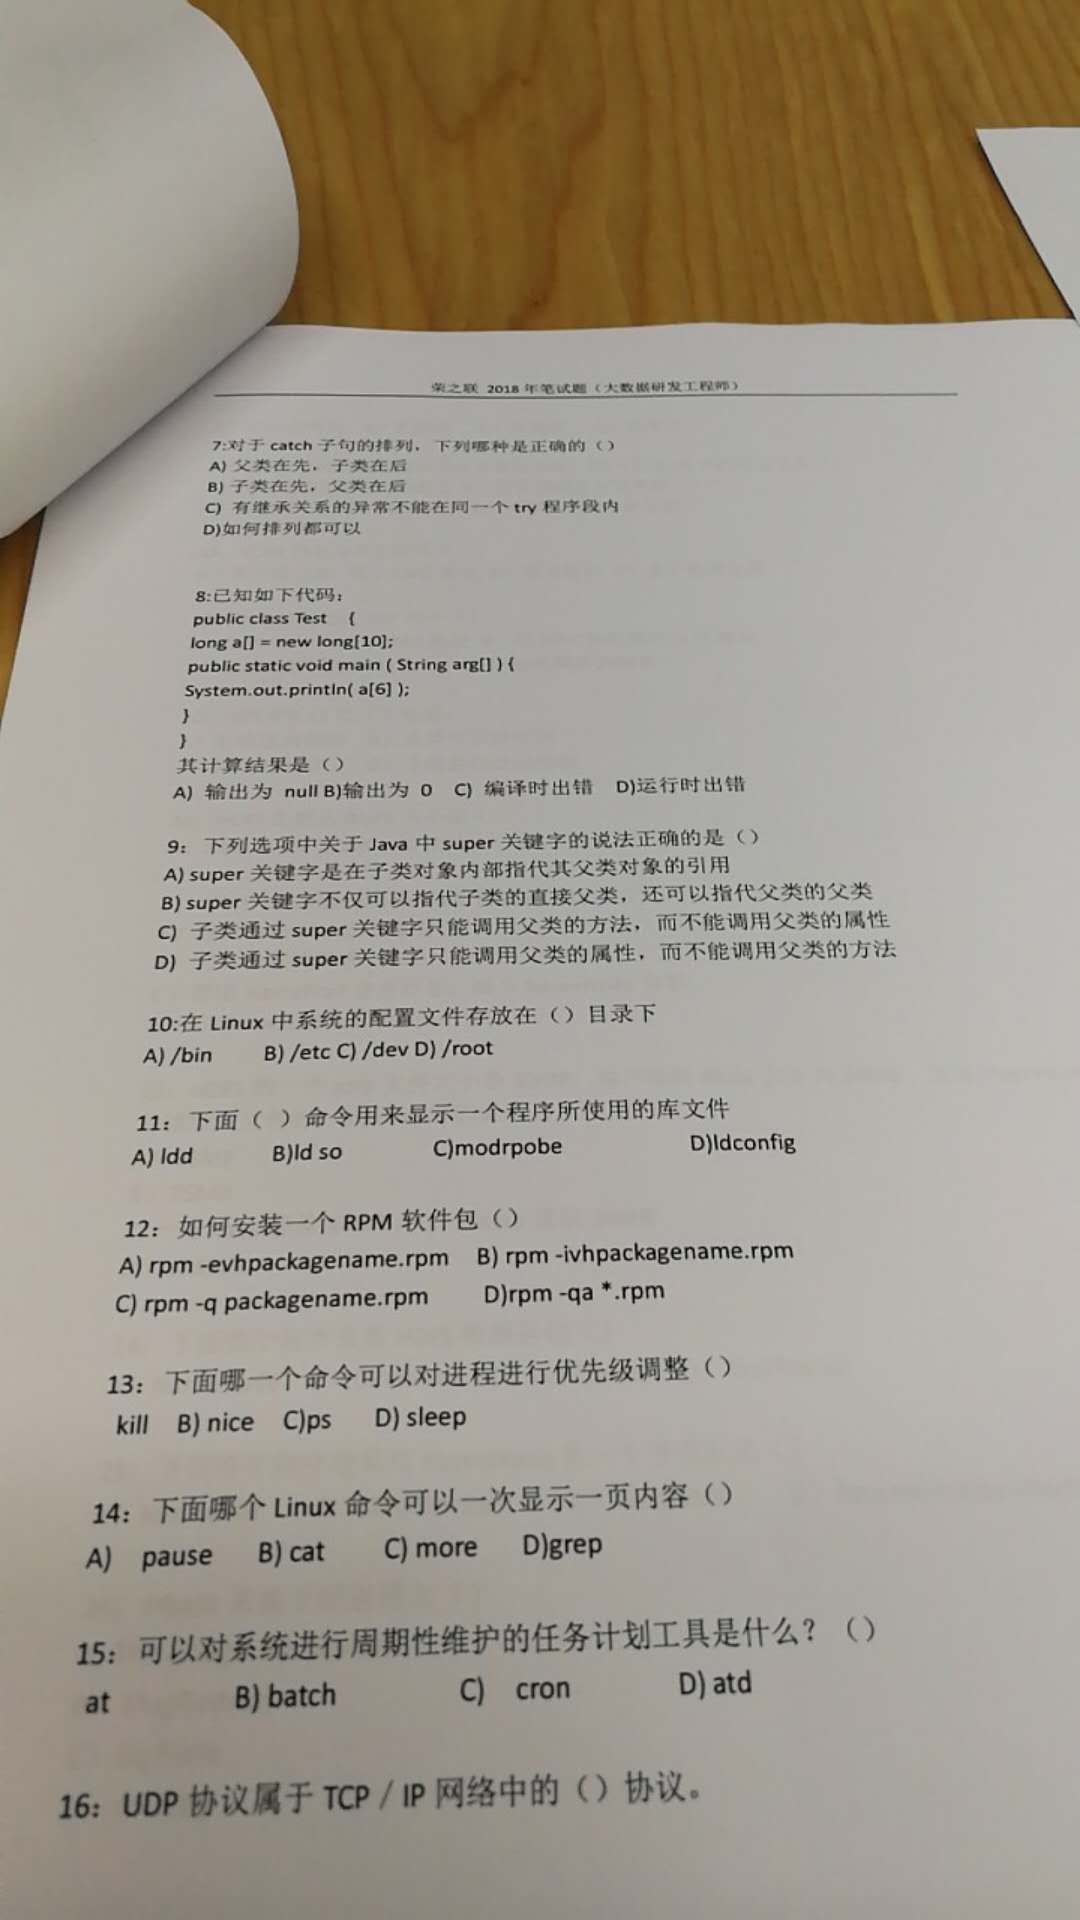 荣之联 2018 年笔试题（大数据研发工程师）
7:对于 catch 子句的排列，下列哪种是正确的（）
A) 父类在先，子类在后
B) 子类在先，父类在后
C) 有继承关系的异常不能在同一个 try 程序段内
D)如何排列都可以
8:已知如下代码：
public class Test {
long a[] = new long[10];
public static void main ( String arg[] ) {
System.out.println( a[6] );
}
}
其计算结果是（）
A) 输出为 null B)输出为 0 C) 编译时出错 D)运行时出错
9：下列选项中关于 Java 中 super 关键字的说法正确的是（）
A) super 关键字是在子类对象内部指代其父类对象的引用
B) super 关键字不仅可以指代子类的直接父类，还可以指代父类的父类
C) 子类通过 super 关键字只能调用父类的方法，而不能调用父类的属性
D) 子类通过 super 关键字只能调用父类的属性，而不能调用父类的方法
10:在 Linux 中系统的配置文件存放在（）目录下
A) /bin B) /etc C) /dev D) /root
11：下面（ ）命令用来显示一个程序所使用的库文件
A) ldd B)ld so C)modrpobe D)ldconfig
12：如何安装一个 RPM 软件包（）
A) rpm -evhpackagename.rpm B) rpm -ivhpackagename.rpm
C) rpm -q packagename.rpm D)rpm -qa *.rpm
13：下面哪一个命令可以对进程进行优先级调整（）
kill B) nice C)ps D) sleep
14：下面哪个 Linux 命令可以一次显示一页内容（）
A) pause B) cat C) more D)grep
15：可以对系统进行周期性维护的任务计划工具是什么？（）
at B) batch C) cron D) atd
16：UDP 协议属于 TCP / IP 网络中的（）协议。